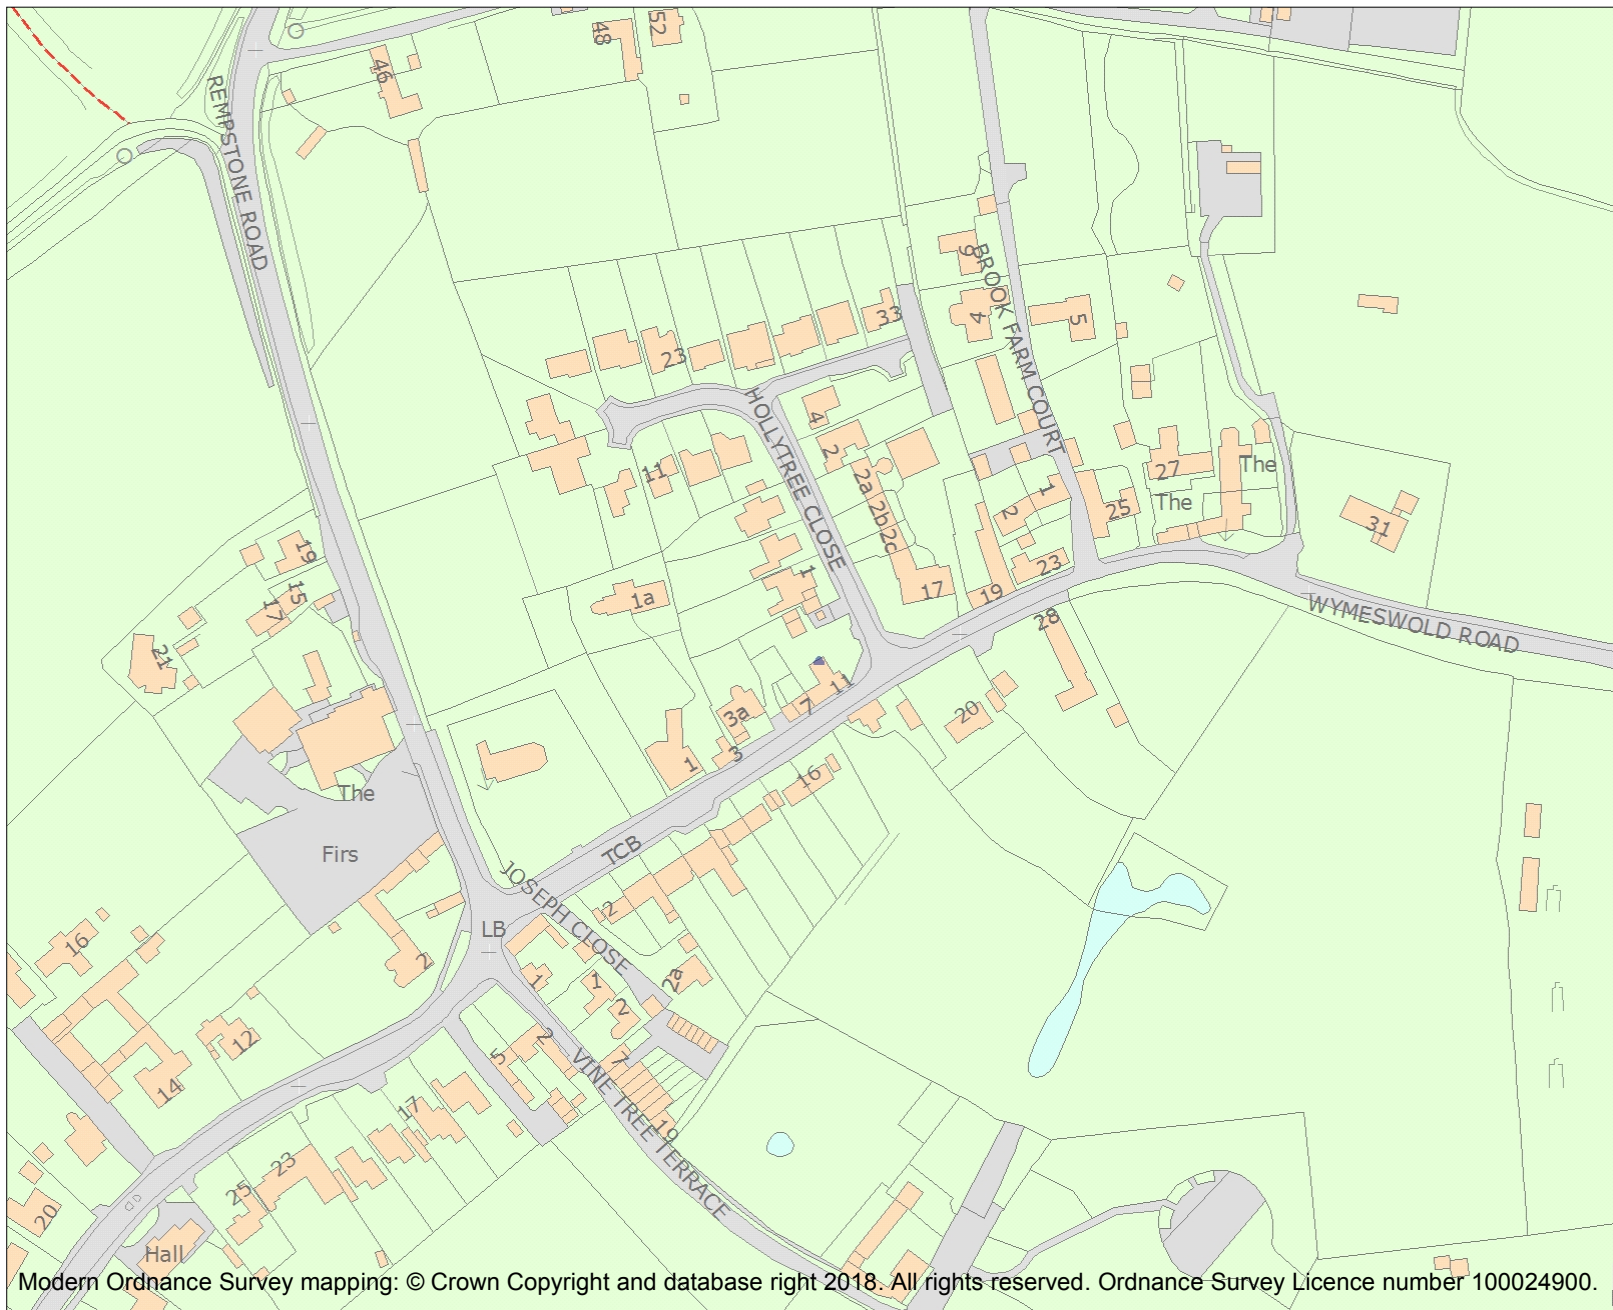 52
48
46
REMPSTONE ROAD
9
BROOK FARM COURT
4
5
33
23
HOLLYTREE CLOSE
4
2
11
2a
2b
2c
1
2
25
27
The
The
31
19
15
17
21
1a
1
17
19
23
28
WYMESWOLD ROAD
11
7
3a
3
1
20
16
The
Firs
TCB
JOSEPH CLOSE
2
LB
2
1
1
2
2a
16
12
14
5
2
7
VINE TREE TERRACE
19
17
23
25
20
Hall
Modern Ordnance Survey mapping: © Crown Copyright and database right 2018. All rights reserved. Ordnance Survey Licence number 100024900.